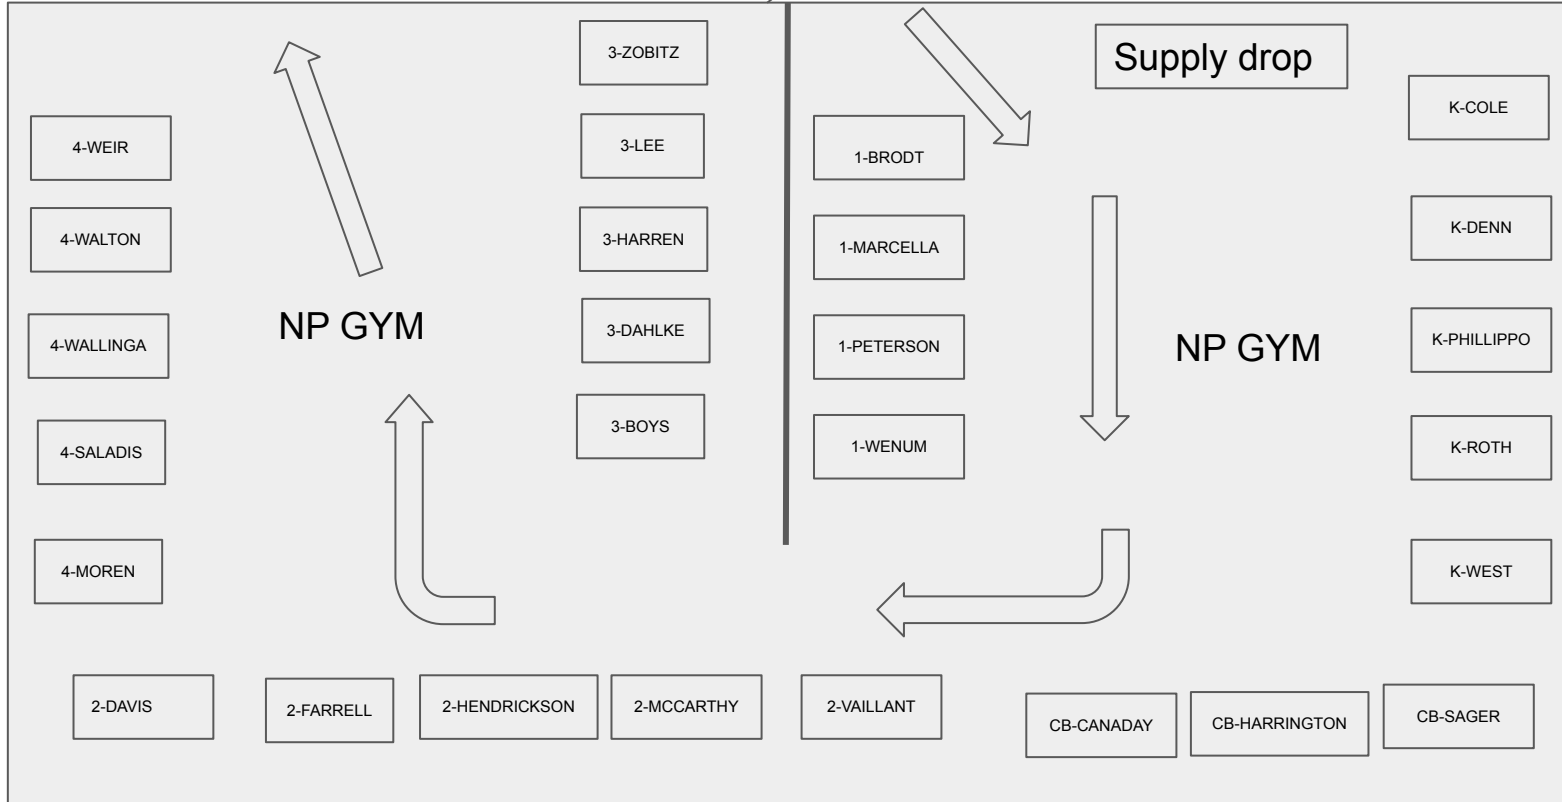 3-ZOBITZ
Supply drop
K-COLE
4-WEIR
3-LEE
1-BRODT
4-WALTON
3-HARREN
1-MARCELLA
K-DENN
NP GYM
4-WALLINGA
3-DAHLKE
1-PETERSON
NP GYM
K-PHILLIPPO
4-SALADIS
3-BOYS
1-WENUM
K-ROTH
4-MOREN
K-WEST
2-DAVIS
2-FARRELL
2-HENDRICKSON
2-MCCARTHY
2-VAILLANT
CB-CANADAY
CB-HARRINGTON
CB-SAGER